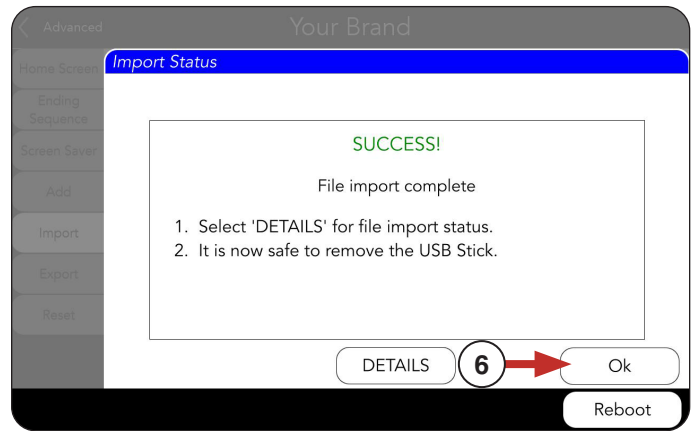 Advanced
Your Brand
Home Screen
Ending
Sequence
Screen Saver
Add
Import
Export
Reset
Import Status
SUCCESS!
File import complete
1. Select 'DETAILS' for file import status.
2. It is now safe to remove the USB Stick.
DETAILS
6
Ok
Reboot